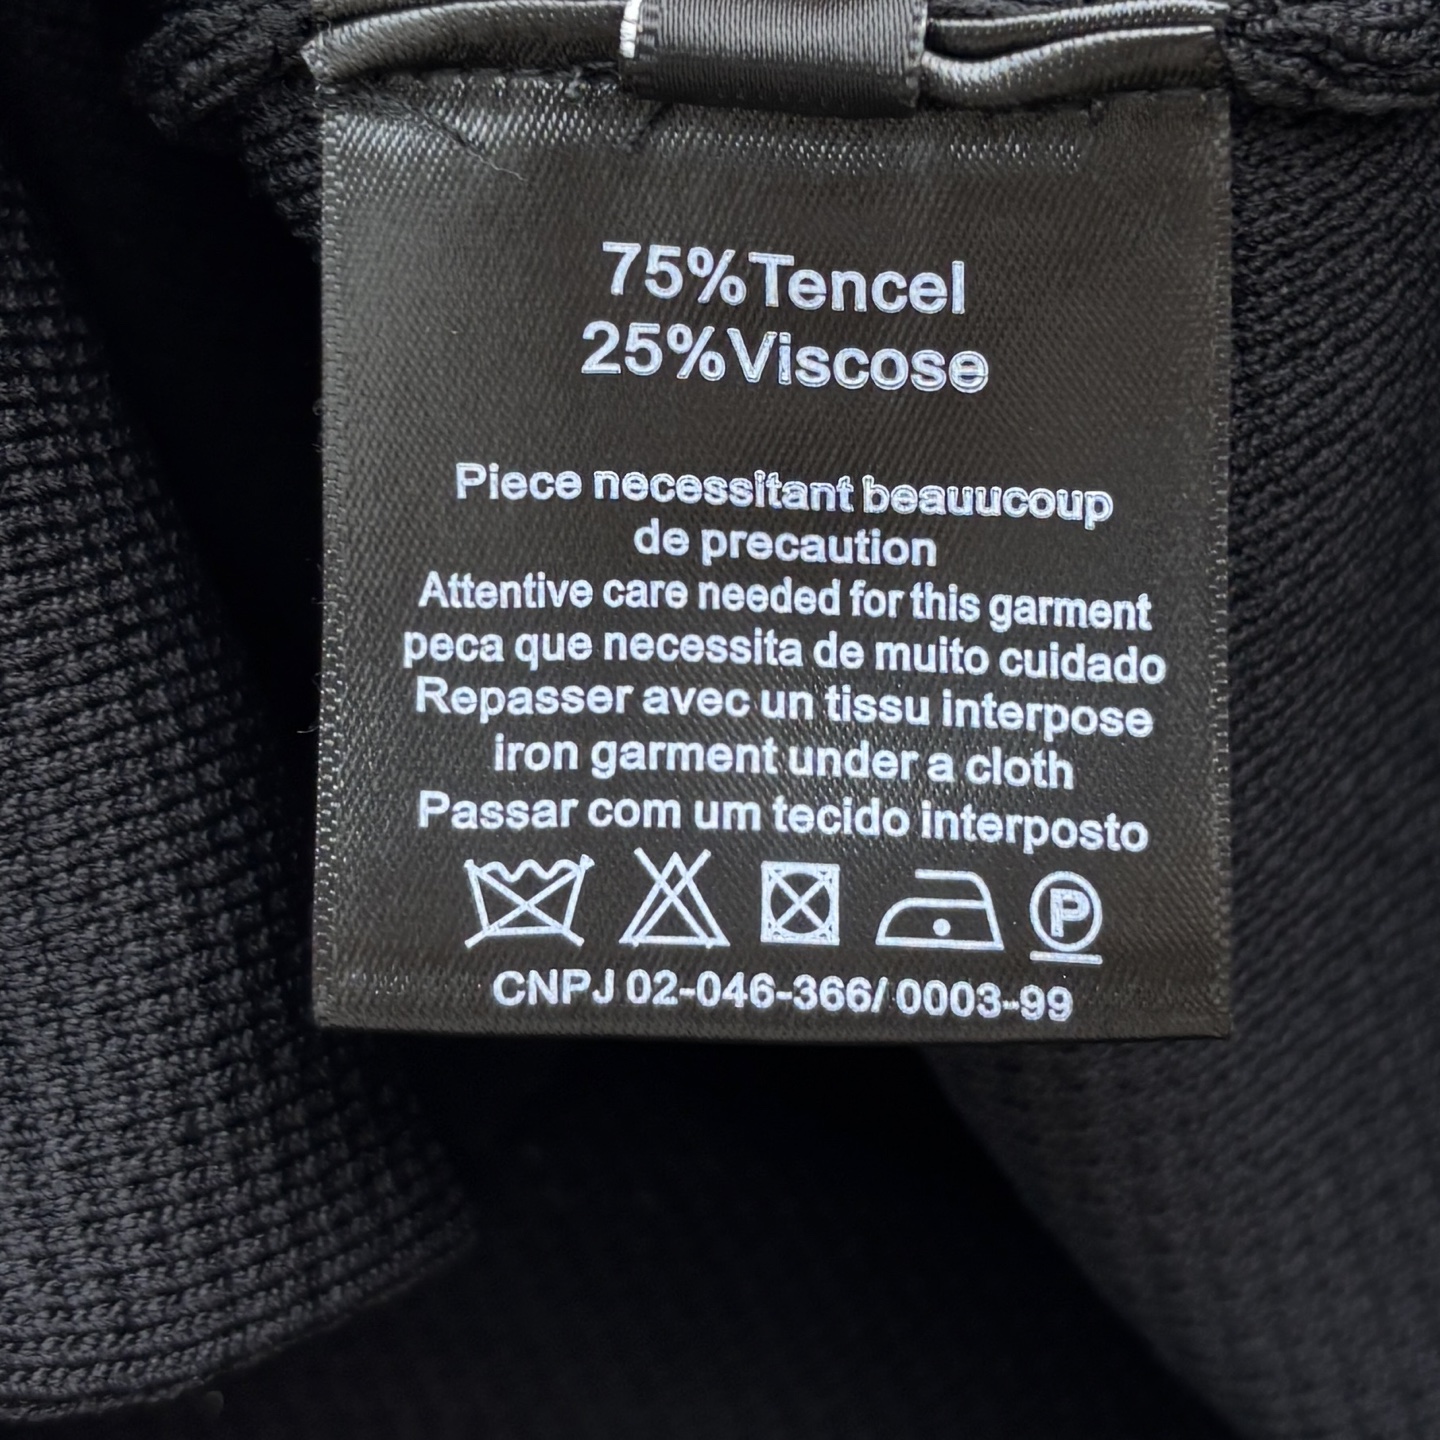 75%Tencel
25%Viscose
Piece necessitant beauucoup
de precaution
Attentive care needed for this garment
peca que necessita de muito cuidado
Repasser avec un tissu interpose
iron garment under a cloth
Passar com um tecido interposto
P
CNPJ 02-046-366/0003-99